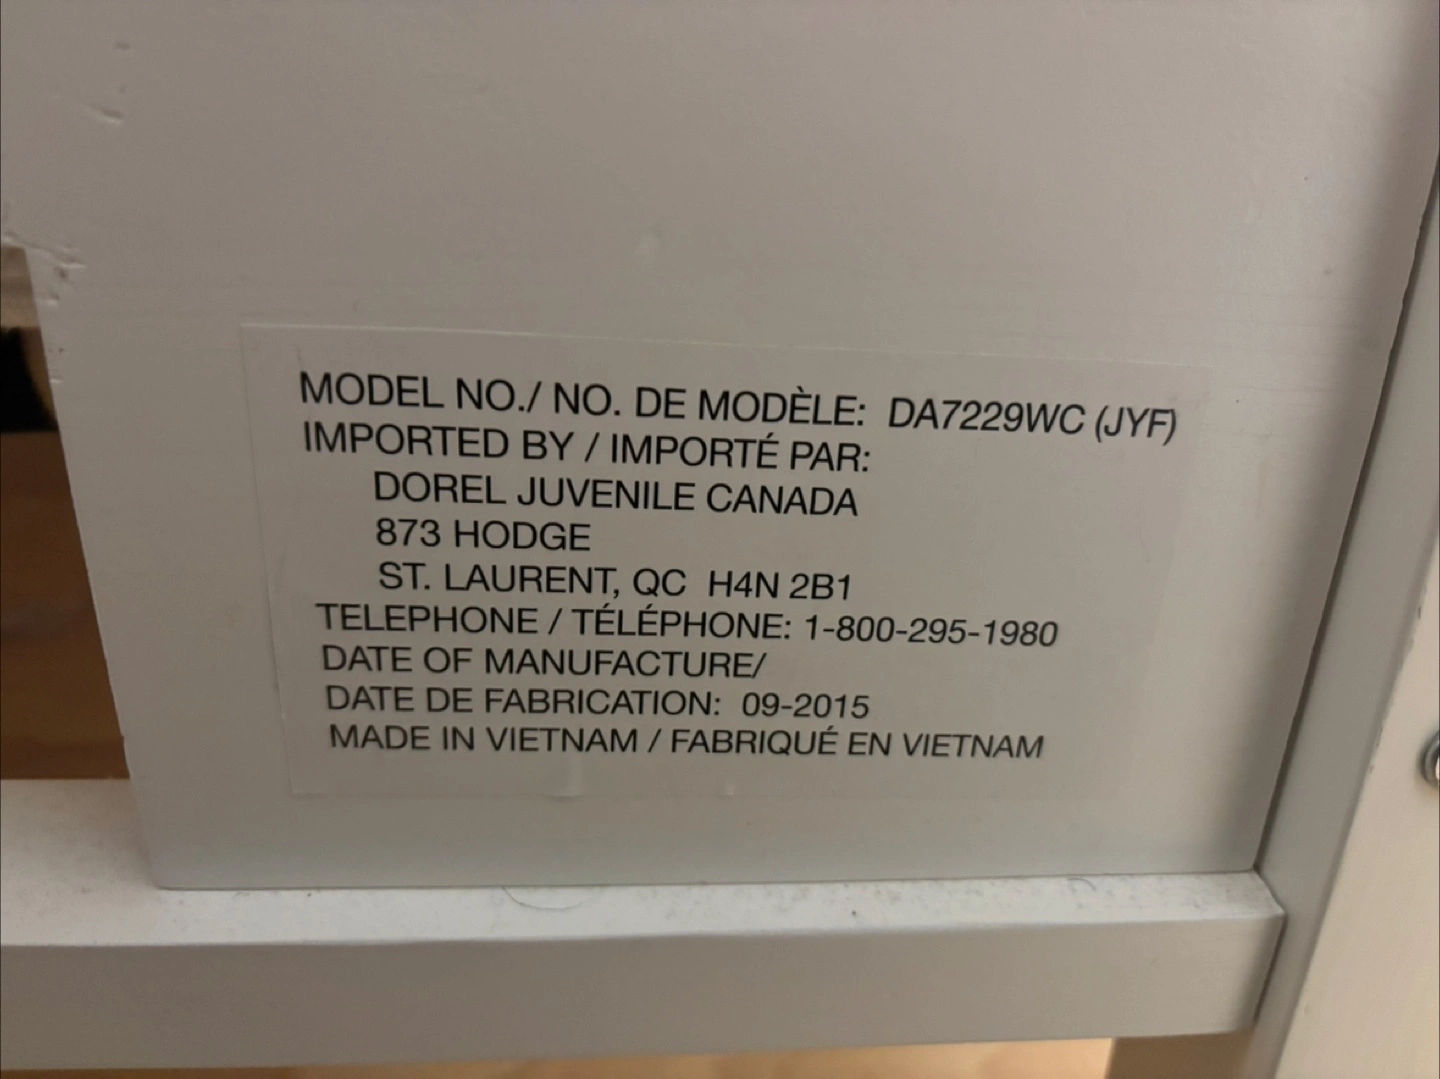 MODEL NO./ NO. DE MODÈLE: DA7229WC (JYF)
IMPORTED BY / IMPORTÉ PAR:
DOREL JUVENILE CANADA
873 HODGE
ST. LAURENT, QC H4N 2B1
TELEPHONE / TÉLÉPHONE: 1-800-295-1980
DATE OF MANUFACTURE/
DATE DE FABRICATION: 09-2015
MADE IN VIETNAM / FABRIQUÉ EN VIETNAM